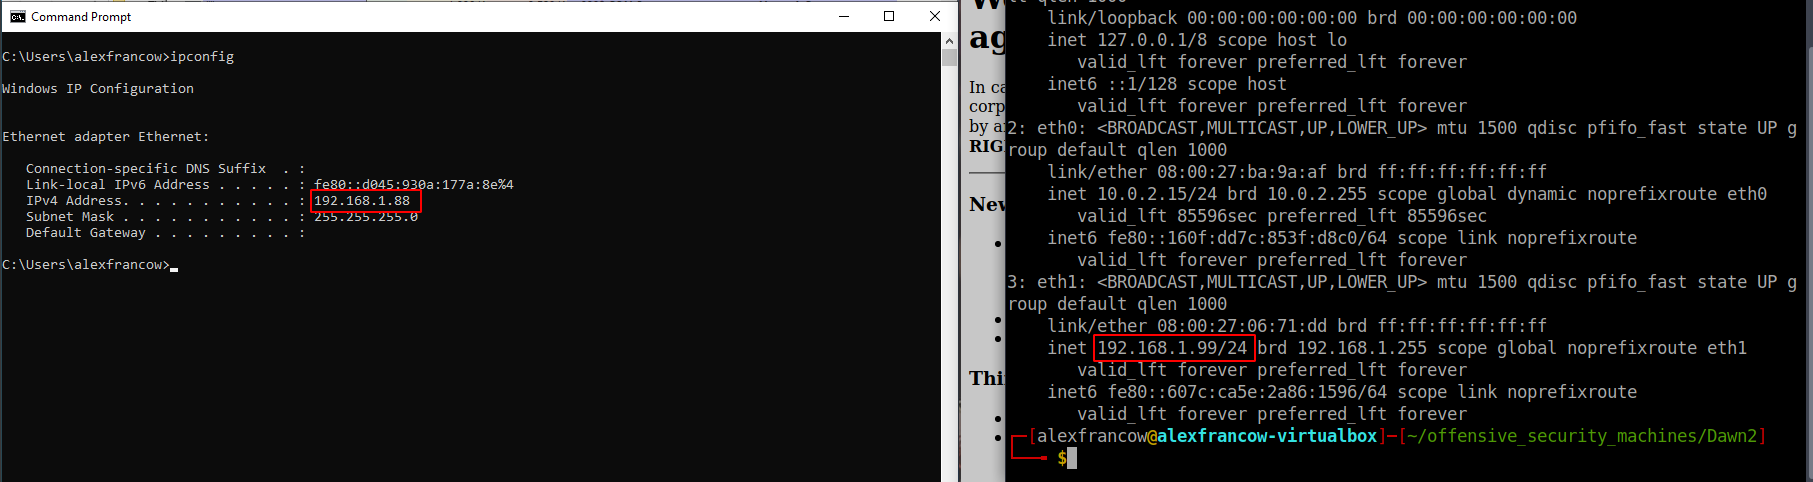 Command Prompt
C:\Users\alexfrancow>ipconfig
Windows IP Configuration
Ethernet adapter Ethernet:
Connection-specific DNS Suffix  . :
Link-local IPv6 Address . . . . . : fe80::d045:930a:177a:8e%4
IPv4 Address. . . . . . . . . . . : 192.168.1.88
Subnet Mask . . . . . . . . . . . : 255.255.255.0
Default Gateway . . . . . . . . . :
C:\Users\alexfrancow>
ag
In ca
corp
by a
RIG
New
Thi
qlen 1000
link/loopback 00:00:00:00:00:00 brd 00:00:00:00:00:00
inet 127.0.0.1/8 scope host lo
valid_lft forever preferred_lft forever
inet6 ::1/128 scope host
valid_lft forever preferred_lft forever
2: eth0: <BROADCAST,MULTICAST,UP,LOWER_UP> mtu 1500 qdisc pfifo_fast state UP g
roup default qlen 1000
link/ether 08:00:27:ba:9a:af brd ff:ff:ff:ff:ff:ff
inet 10.0.2.15/24 brd 10.0.2.255 scope global dynamic noprefixroute eth0
valid_lft 85596sec preferred_lft 85596sec
inet6 fe80::160f:dd7c:853f:d8c0/64 scope link noprefixroute
valid_lft forever preferred_lft forever
3: eth1: <BROADCAST,MULTICAST,UP,LOWER_UP> mtu 1500 qdisc pfifo_fast state UP g
roup default qlen 1000
link/ether 08:00:27:06:71:dd brd ff:ff:ff:ff:ff:ff
inet 192.168.1.99/24 brd 192.168.1.255 scope global noprefixroute eth1
valid_lft forever preferred_lft forever
inet6 fe80::607c:ca5e:2a86:1596/64 scope link noprefixroute
valid_lft forever preferred_lft forever
[alexfrancow@alexfrancow-virtualbox]-[~/offensive_security_machines/Dawn2]
$